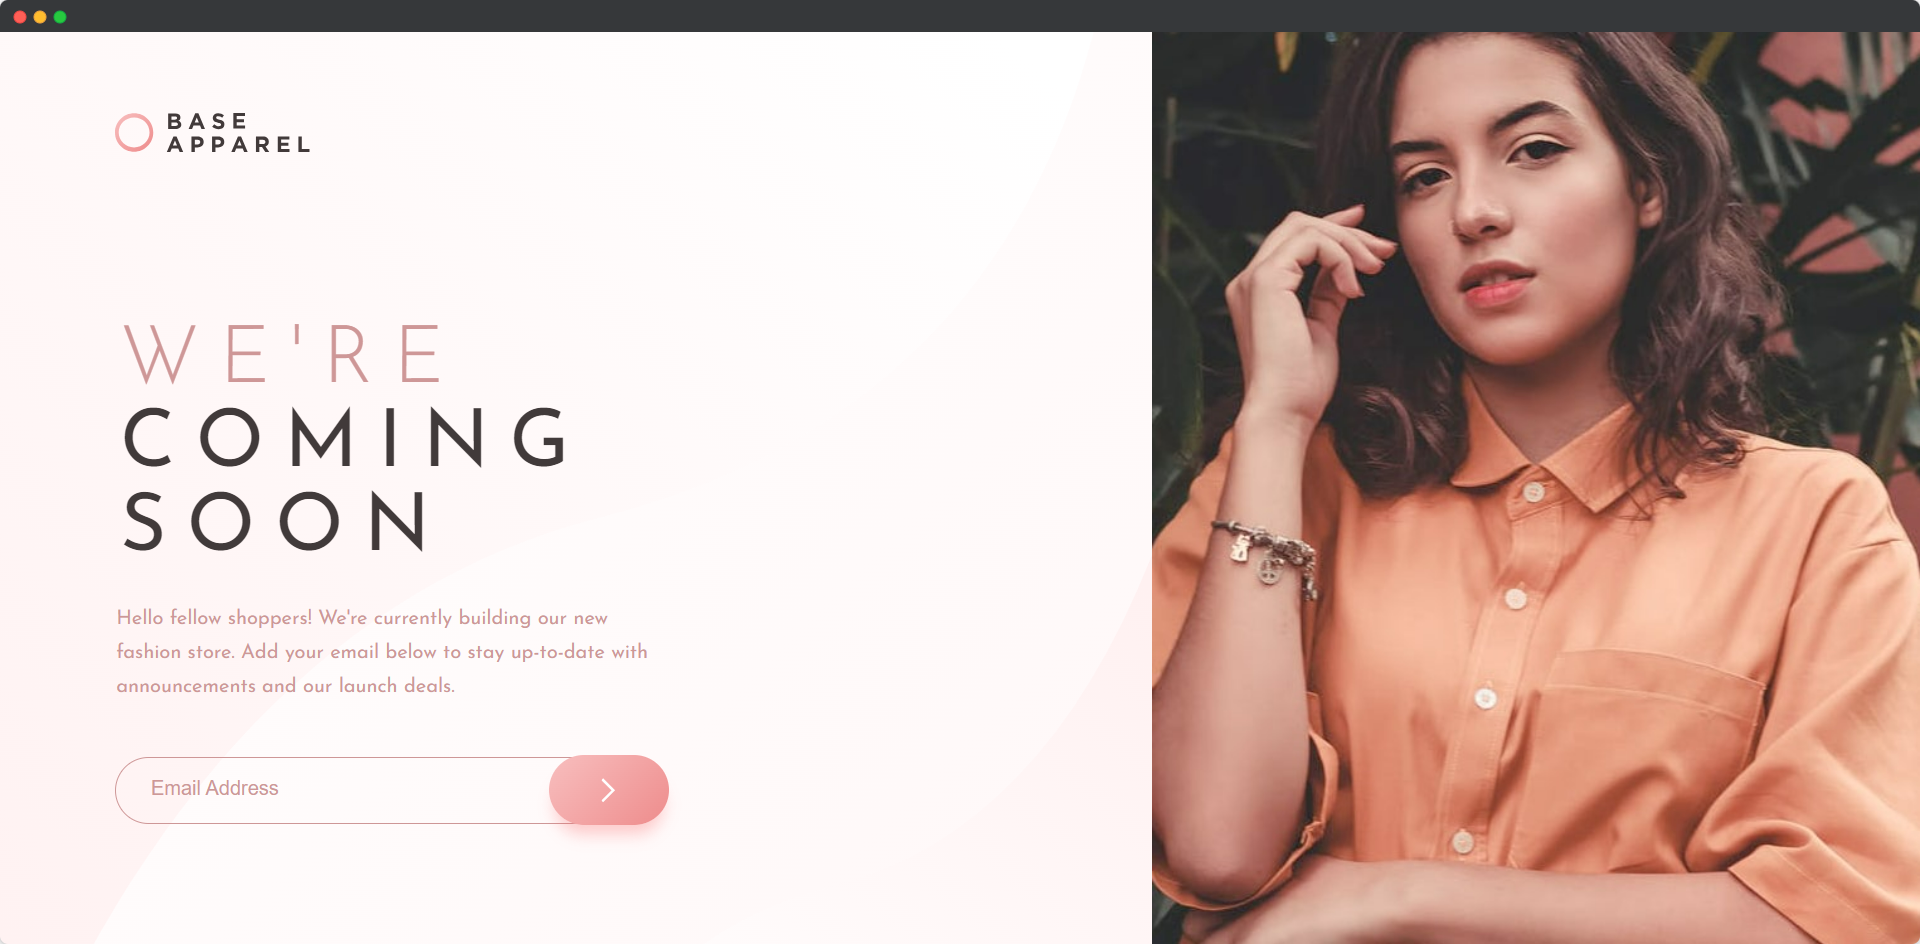 BASE
APPAREL
WE'RE
COMING
SOON
Hello fellow shoppers! We're currently building our new
fashion store. Add your email below to stay up-to-date with
announcements and our launch deals.
Email Address